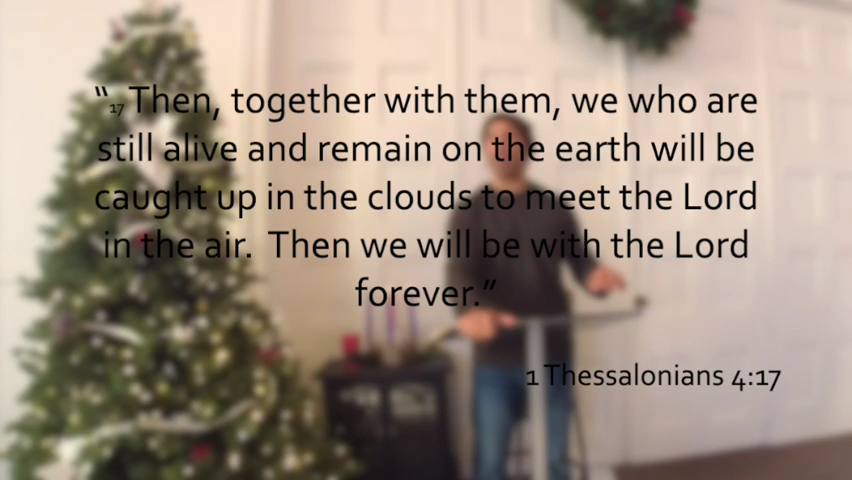 “17 Then, together with them, we who are
still alive and remain on the earth will be
caught up in the clouds to meet the Lord
in the air.  Then we will be with the Lord
forever.”
1 Thessalonians 4:17